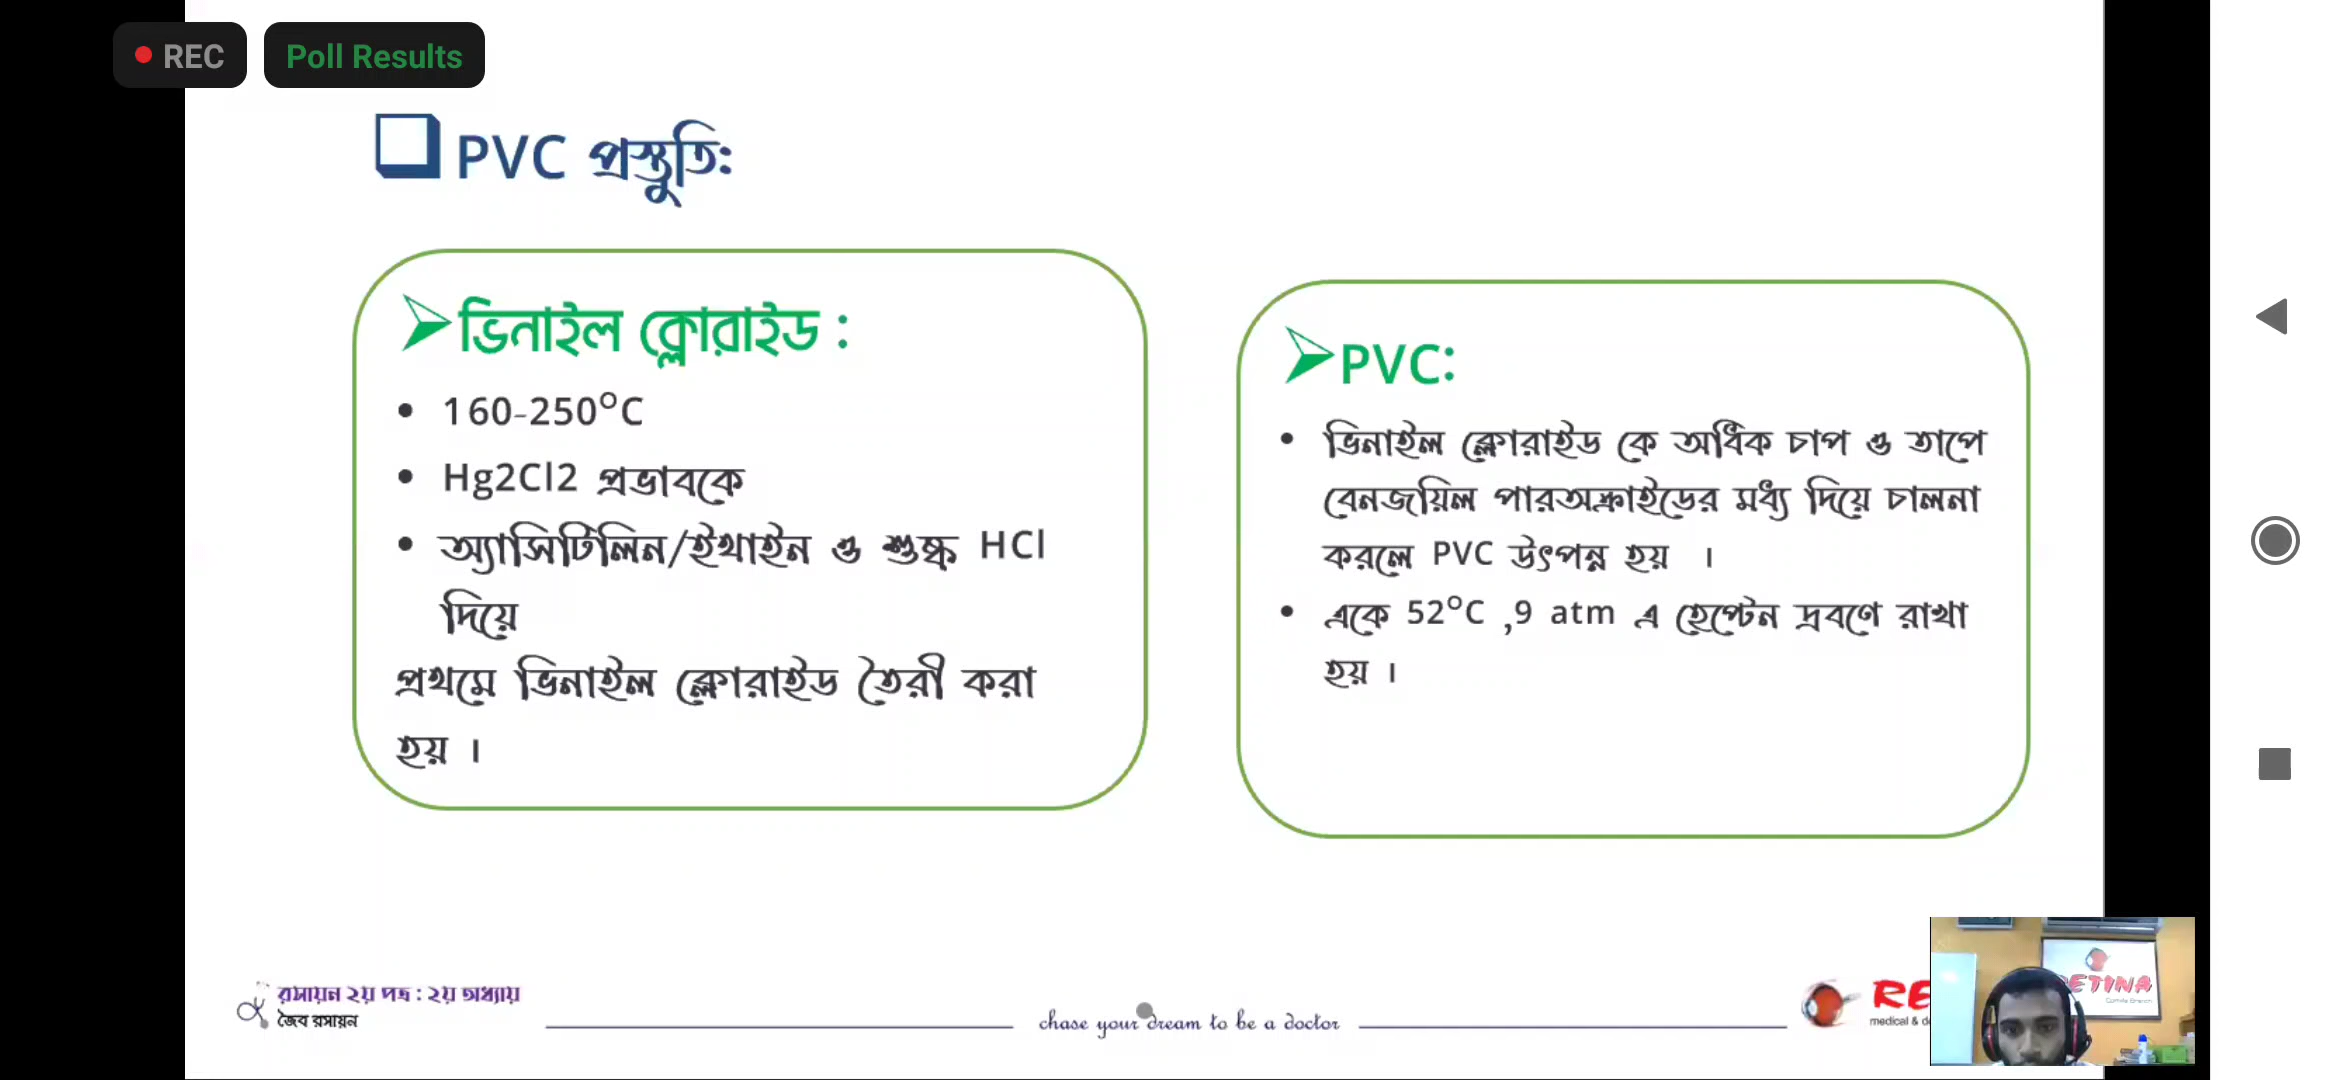 REC
Poll Results
PVC প্রস্তুতি:
ভিনাইল ক্লোরাইড :
• 160-250°C
• Hg2Cl2 প্রভাবকে
• অ্যাসিটিলিন/ইথাইন ও শুষ্ক HCl
দিয়ে
প্রথমে ভিনাইল ক্লোরাইড তৈরী করা
হয় ।
PVC:
• ভিনাইল ক্লোরাইড কে অধিক চাপ ও তাপে
বেনজয়িল পারঅক্সাইডের মধ্য দিয়ে চালনা
করলে PVC উৎপন্ন হয় ।
• একে 52°C ,9 atm এ হেপ্টেন দ্রবণে রাখা
হয় ।
রসায়ন ২য় পত্র : ২য় অধ্যায়
জৈব রসায়ন
chase your dream to be a doctor
RE
medical & d
RETINA